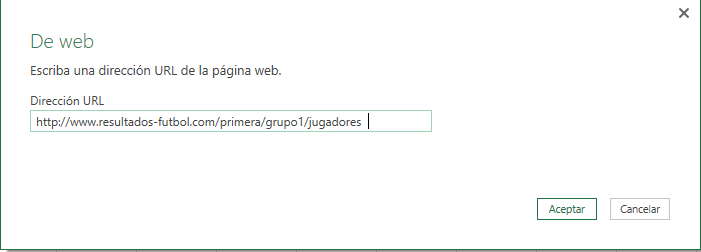 De web
Escriba una dirección URL de la página web.
Dirección URL
http://www.resultados-futbol.com/primera/grupo1/jugadores
Aceptar
Cancelar